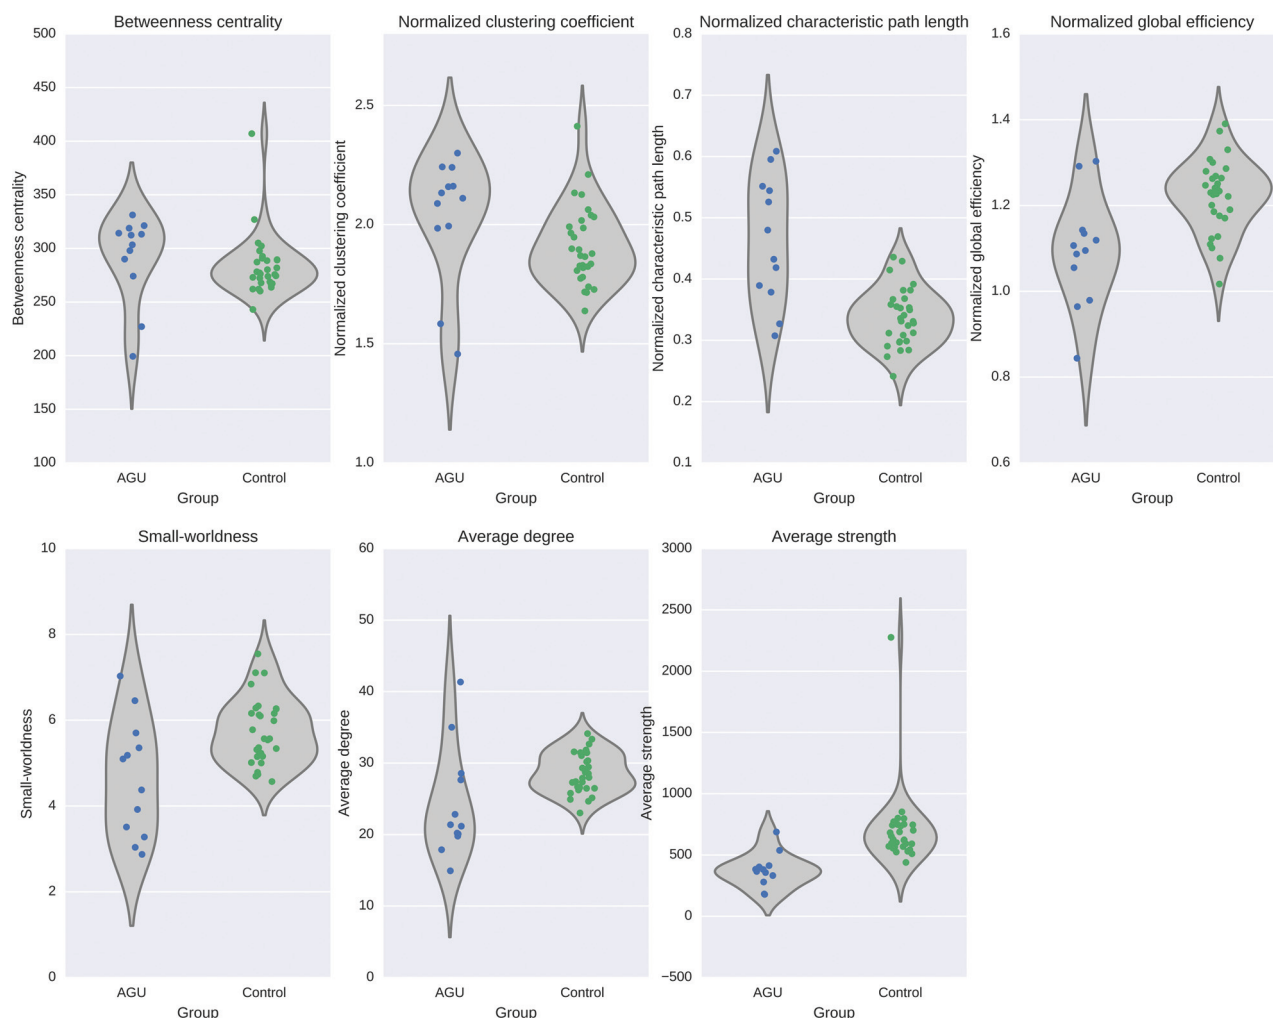 Betweenness centrality
500
450
400
350
300
250
200
150
100
Betweenness centrality
AGU
Control
Group
Normalized clustering coefficient
2.5
2.0
1.5
1.0
Normalized clustering coefficient
AGU
Control
Group
Normalized characteristic path length
0.8
0.7
0.6
0.5
0.4
0.3
0.2
0.1
Normalized characteristic path length
AGU
Control
Group
Normalized global efficiency
1.6
1.4
1.2
1.0
0.8
0.6
Normalized global efficiency
AGU
Control
Group
Small-worldness
10
8
6
4
2
0
Small-worldness
AGU
Control
Group
Average degree
60
50
40
30
20
10
0
Average degree
AGU
Control
Group
Average strength
3000
2500
2000
1500
1000
500
0
−500
Average strength
AGU
Control
Group